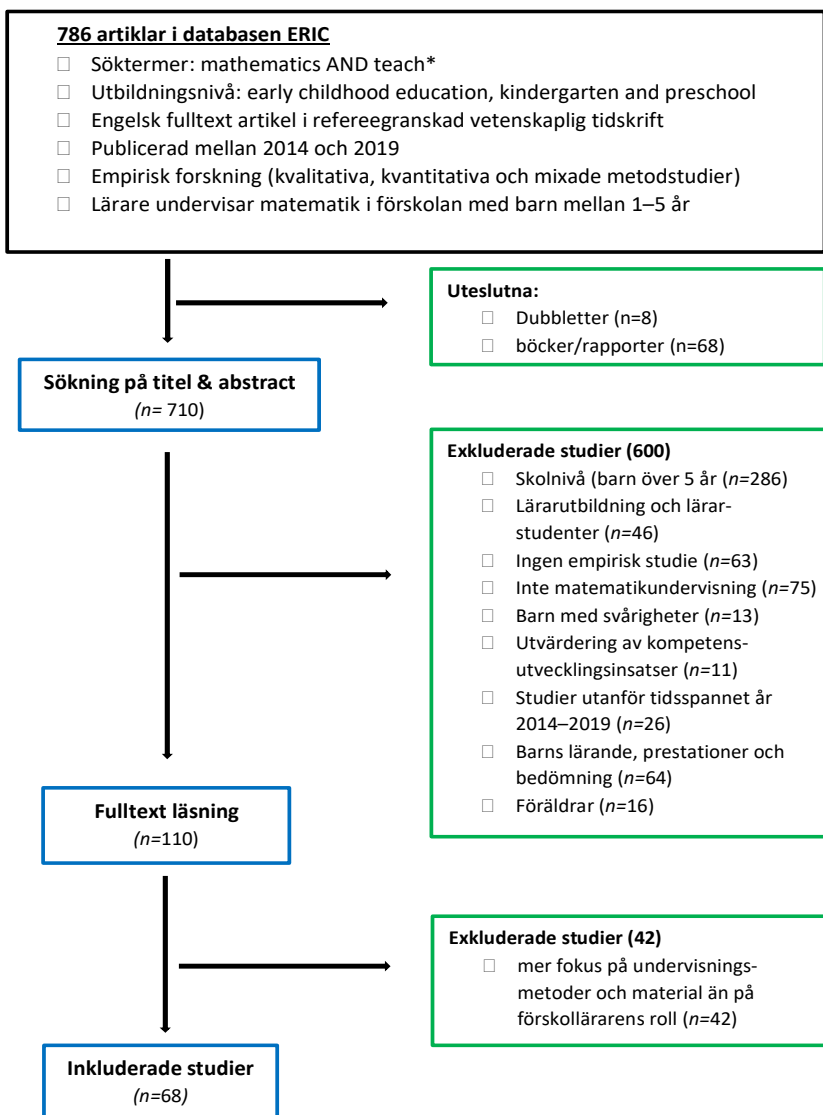 786 artiklar i databasen ERIC
☐ Söktermer: mathematics AND teach*
☐ Utbildningsnivå: early childhood education, kindergarten and preschool
☐ Engelsk fulltext artikel i refereegranskad vetenskaplig tidskrift
☐ Publicerad mellan 2014 och 2019
☐ Empirisk forskning (kvalitativa, kvantitativa och mixade metodstudier)
☐ Lärare undervisar matematik i förskolan med barn mellan 1–5 år
Uteslutna:
☐ Dubbletter (n=8)
☐ böcker/rapporter (n=68)
Sökning på titel & abstract
(n= 710)
Exkluderade studier (600)
☐ Skolnivå (barn över 5 år (n=286)
☐ Lärarutbildning och lärar-
studenter (n=46)
☐ Ingen empirisk studie (n=63)
☐ Inte matematikundervisning (n=75)
☐ Barn med svårigheter (n=13)
☐ Utvärdering av kompetens-
utvecklingsinsatser (n=11)
☐ Studier utanför tidsspannet år
2014–2019 (n=26)
☐ Barns lärande, prestationer och
bedömning (n=64)
☐ Föräldrar (n=16)
Fulltext läsning
(n=110)
Exkluderade studier (42)
☐ mer fokus på undervisnings-
metoder och material än på
förskollärarens roll (n=42)
Inkluderade studier
(n=68)